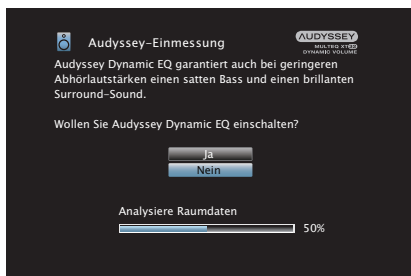 Audyssey-Einmessung
AUDYSSEY
MULTEQ XT32
DYNAMIC VOLUME
Audyssey Dynamic EQ garantiert auch bei geringeren
Abhörlautstärken einen satten Bass und einen brillanten
Surround-Sound.
Wollen Sie Audyssey Dynamic EQ einschalten?
Ja
Nein
Analysiere Raumdaten
50%